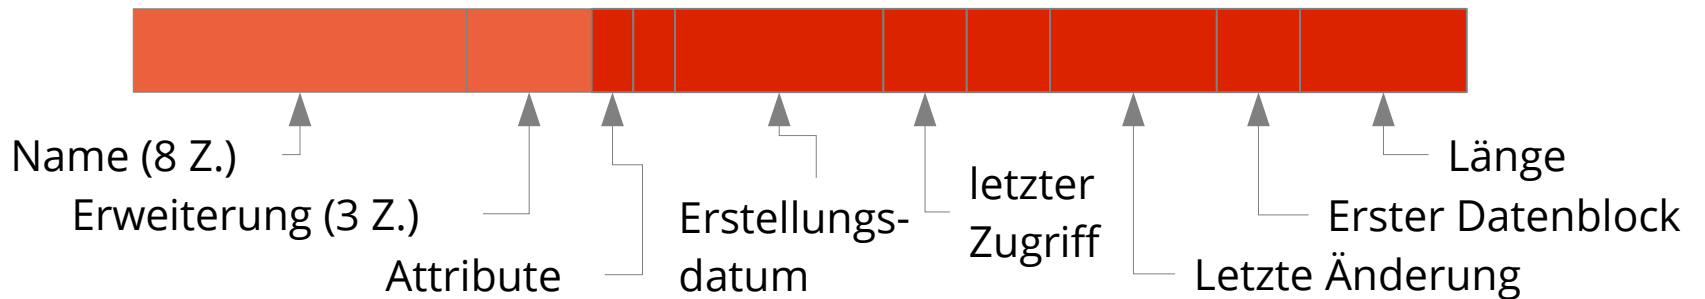 Name (8 Z.)
Erweiterung (3 Z.)
Attribute
Erstellungs-
datum
letzter
Zugriff
Letzte Änderung
Erster Datenblock
Länge